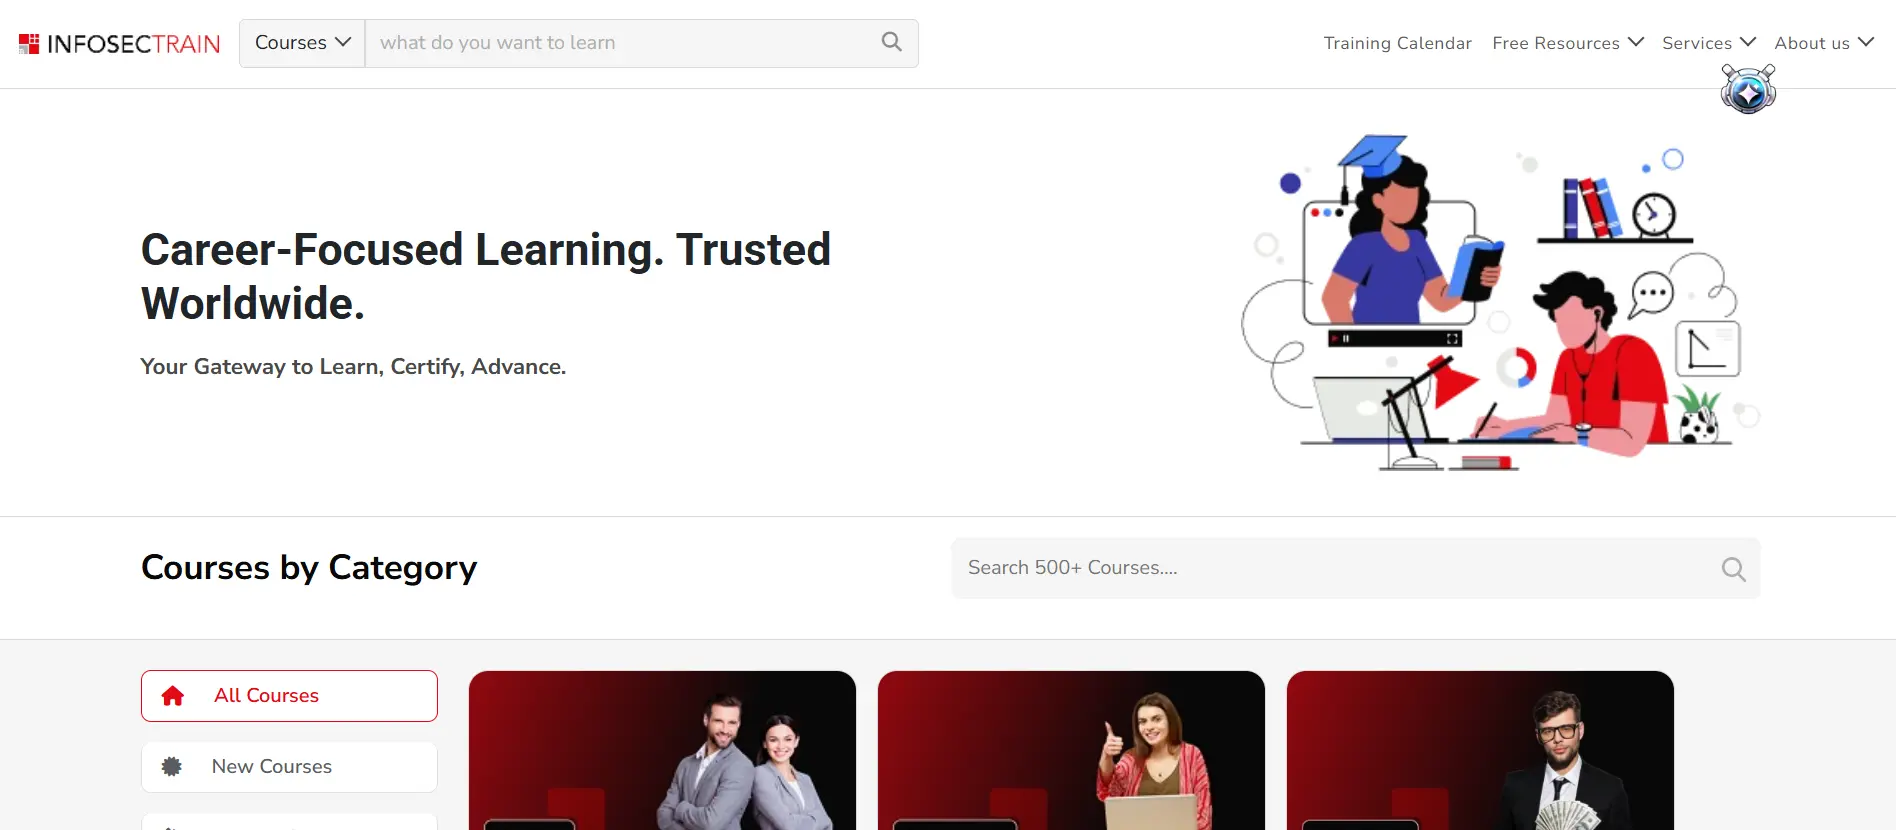 INFOSECTRAIN
Courses
what do you want to learn
Training Calendar
Free Resources
Services
About us
Career-Focused Learning. Trusted
Worldwide.
Your Gateway to Learn, Certify, Advance.
Courses by Category
Search 500+ Courses....
All Courses
New Courses